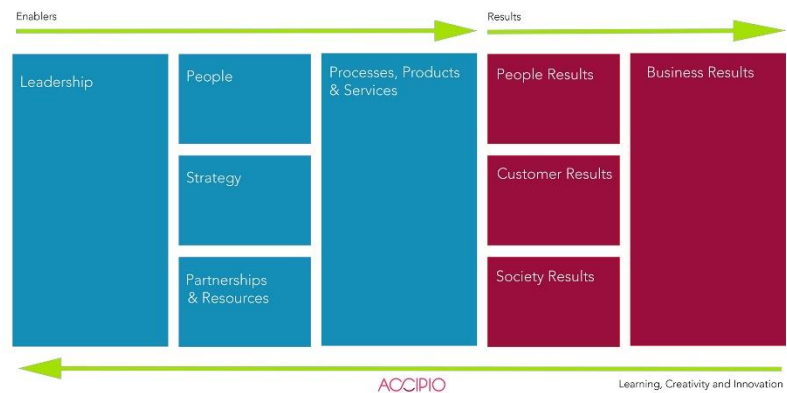 Enablers
Results
Leadership
People
Processes, Products
& Services
People Results
Business Results
Strategy
Customer Results
Partnerships
& Resources
Society Results
ACCIPIO
Learning, Creativity and Innovation